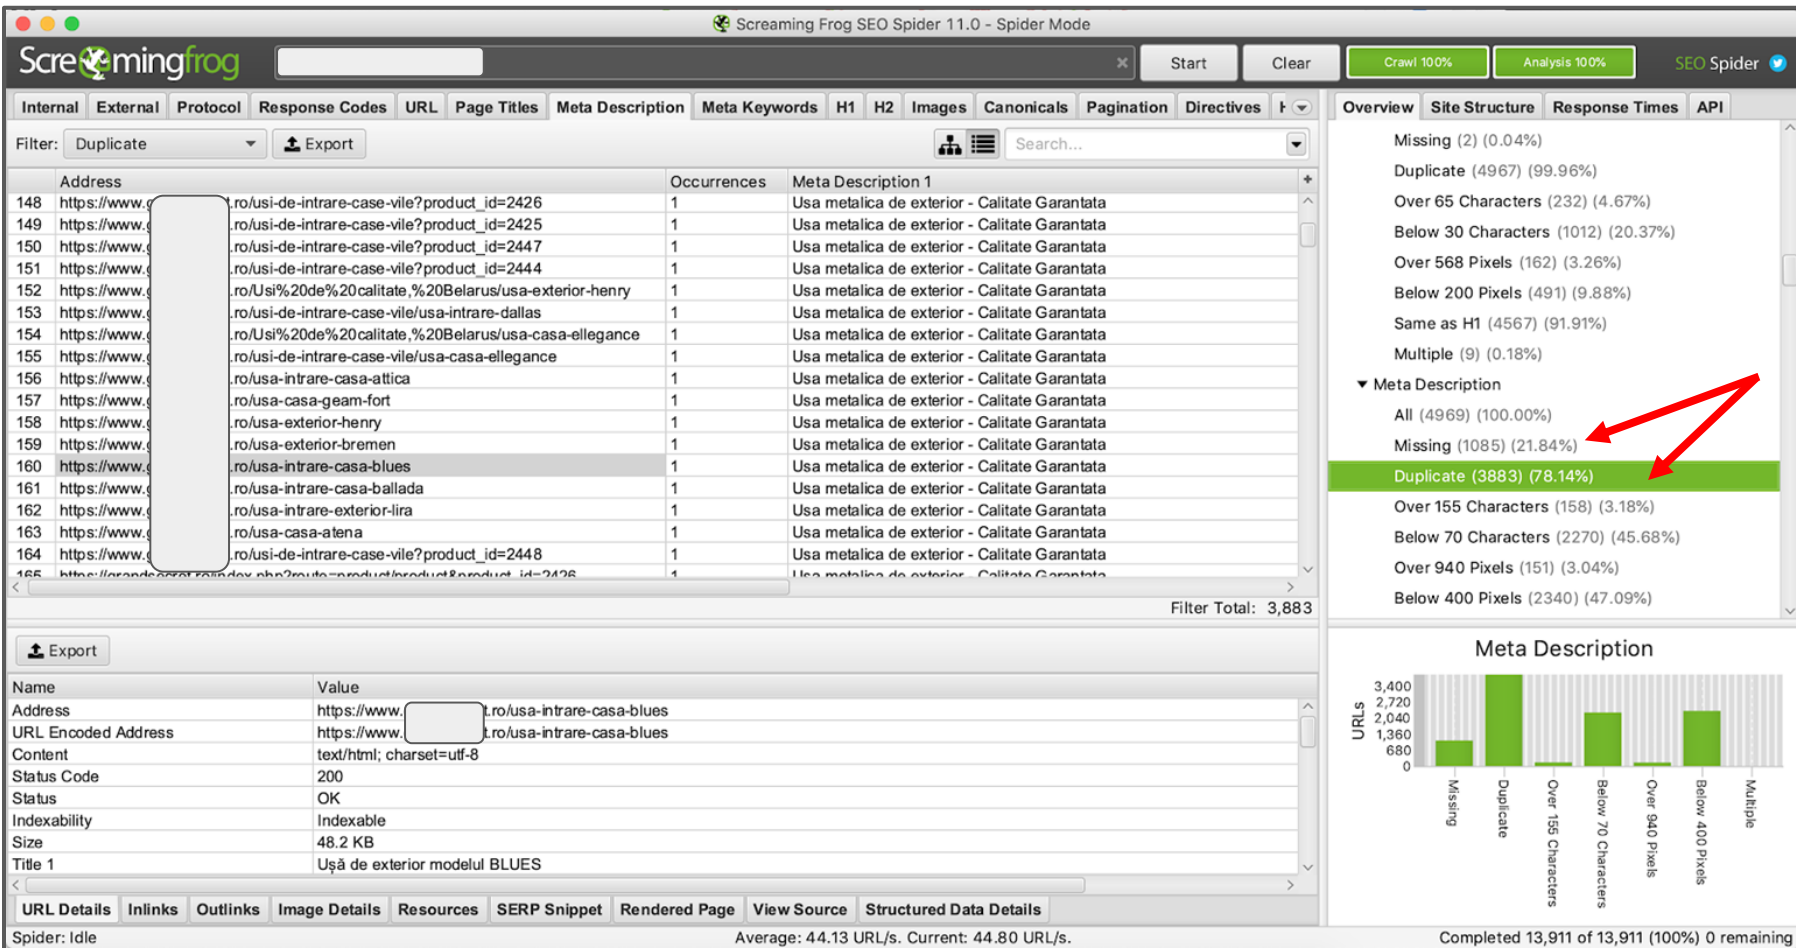 Screaming Frog SEO Spider 11.0 - Spider Mode
Screamingfrog
Start Clear Crawl 100% Analysis 100% SEO Spider
Internal External Protocol Response Codes URL Page Titles Meta Description Meta Keywords H1 H2 Images Canonicals Pagination Directives
Filter: Duplicate Export Search...
Address Occurrences Meta Description 1
148 https://www. .ro/usi-de-intrare-case-vile?product_id=2426 1 Usa metalica de exterior - Calitate Garantata
149 https://www. .ro/usi-de-intrare-case-vile?product_id=2425 1 Usa metalica de exterior - Calitate Garantata
150 https://www. .ro/usi-de-intrare-case-vile?product_id=2447 1 Usa metalica de exterior - Calitate Garantata
151 https://www. .ro/usi-de-intrare-case-vile?product_id=2444 1 Usa metalica de exterior - Calitate Garantata
152 https://www. .ro/Usi%20de%20calitate,%20Belarus/usa-exterior-henry 1 Usa metalica de exterior - Calitate Garantata
153 https://www. .ro/usi-de-intrare-case-vile/usa-intrare-dallas 1 Usa metalica de exterior - Calitate Garantata
154 https://www. .ro/Usi%20de%20calitate,%20Belarus/usa-casa-ellegance 1 Usa metalica de exterior - Calitate Garantata
155 https://www. .ro/usi-de-intrare-case-vile/usa-casa-ellegance 1 Usa metalica de exterior - Calitate Garantata
156 https://www. .ro/usa-intrare-casa-attica 1 Usa metalica de exterior - Calitate Garantata
157 https://www. .ro/usa-casa-geam-fort 1 Usa metalica de exterior - Calitate Garantata
158 https://www. .ro/usa-exterior-henry 1 Usa metalica de exterior - Calitate Garantata
159 https://www. .ro/usa-exterior-bremen 1 Usa metalica de exterior - Calitate Garantata
160 https://www. .ro/usa-intrare-casa-blues 1 Usa metalica de exterior - Calitate Garantata
161 https://www. .ro/usa-intrare-casa-ballada 1 Usa metalica de exterior - Calitate Garantata
162 https://www. .ro/usa-intrare-exterior-lira 1 Usa metalica de exterior - Calitate Garantata
163 https://www. .ro/usa-casa-atena 1 Usa metalica de exterior - Calitate Garantata
164 https://www. .ro/usi-de-intrare-case-vile?product_id=2448 1 Usa metalica de exterior - Calitate Garantata
165 1 Usa metalica de exterior - Calitate Garantata
Filter Total: 3,883
Export
Name Value
Address https://www. t.ro/usa-intrare-casa-blues
URL Encoded Address https://www. t.ro/usa-intrare-casa-blues
Content text/html; charset=utf-8
Status Code 200
Status OK
Indexability Indexable
Size 48.2 KB
Title 1 Ușă de exterior modelul BLUES
URL Details Inlinks Outlinks Image Details Resources SERP Snippet Rendered Page View Source Structured Data Details
Overview Site Structure Response Times API
Missing (2) (0.04%)
Duplicate (4967) (99.96%)
Over 65 Characters (232) (4.67%)
Below 30 Characters (1012) (20.37%)
Over 568 Pixels (162) (3.26%)
Below 200 Pixels (491) (9.88%)
Same as H1 (4567) (91.91%)
Multiple (9) (0.18%)
Meta Description
All (4969) (100.00%)
Missing (1085) (21.84%)
Duplicate (3883) (78.14%)
Over 155 Characters (158) (3.18%)
Below 70 Characters (2270) (45.68%)
Over 940 Pixels (151) (3.04%)
Below 400 Pixels (2340) (47.09%)
Meta Description
URLs
3,400
2,720
2,040
1,360
680
0
Missing
Duplicate
Over 155 Characters
Below 70 Characters
Over 940 Pixels
Below 400 Pixels
Multiple
Spider: Idle Average: 44.13 URL/s. Current: 44.80 URL/s. Completed 13,911 of 13,911 (100%) 0 remaining